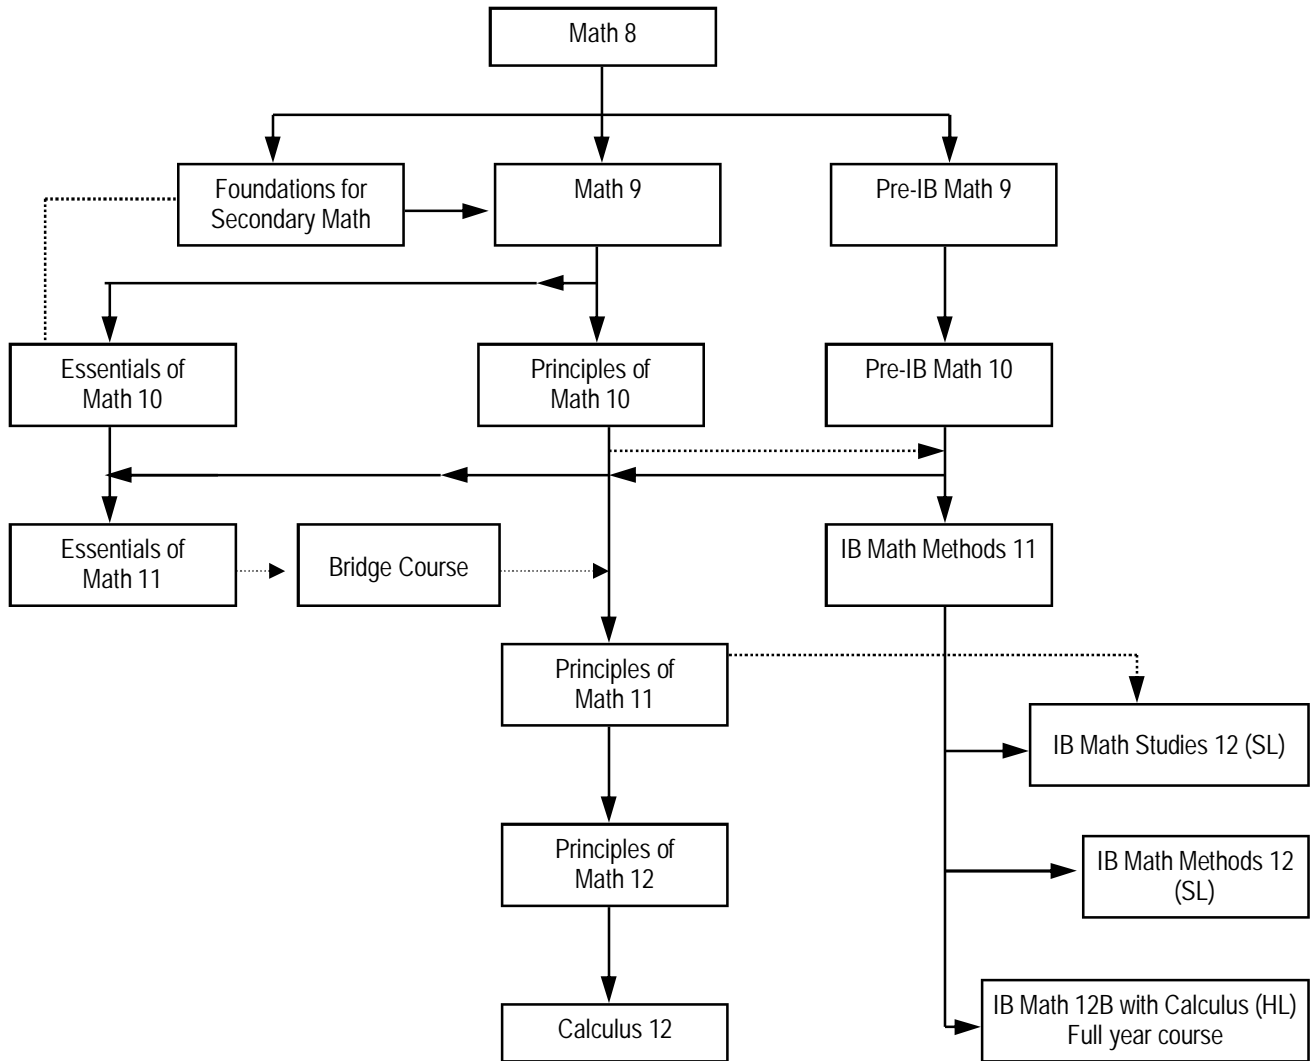 Math 8
Foundations for
Secondary Math
Math 9
Pre-IB Math 9
Essentials of
Math 10
Principles of
Math 10
Pre-IB Math 10
Essentials of
Math 11
Bridge Course
IB Math Methods 11
Principles of
Math 11
IB Math Studies 12 (SL)
Principles of
Math 12
IB Math Methods 12
(SL)
Calculus 12
IB Math 12B with Calculus (HL)
Full year course